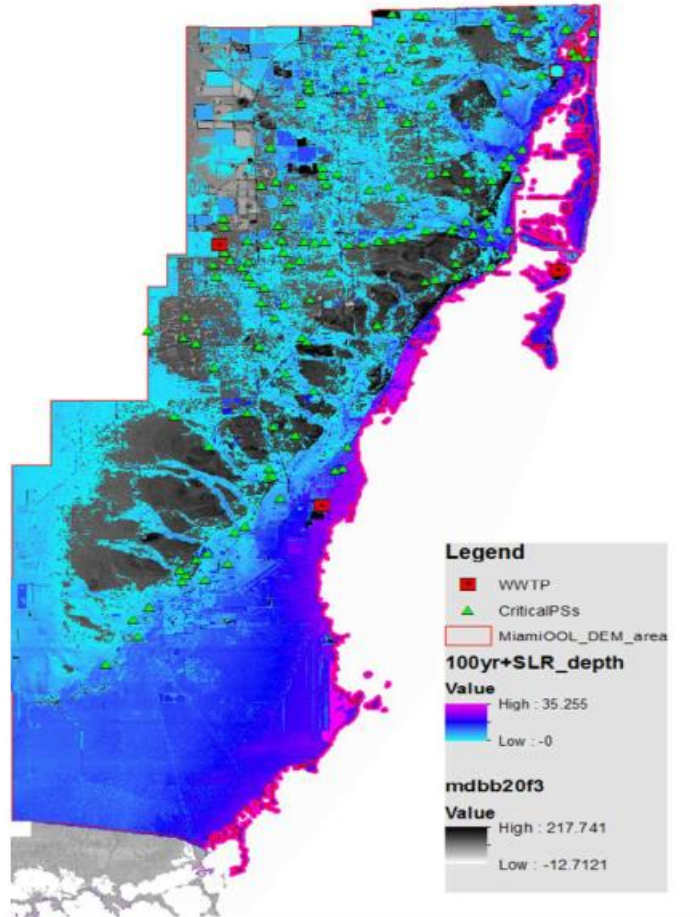 Legend
WWTP
CriticalPSs
MiamiOOL_DEM_area
100yr+SLR_depth
Value
High : 35.255
Low : -0
mdbb20f3
Value
High : 217.741
Low : -12.7121